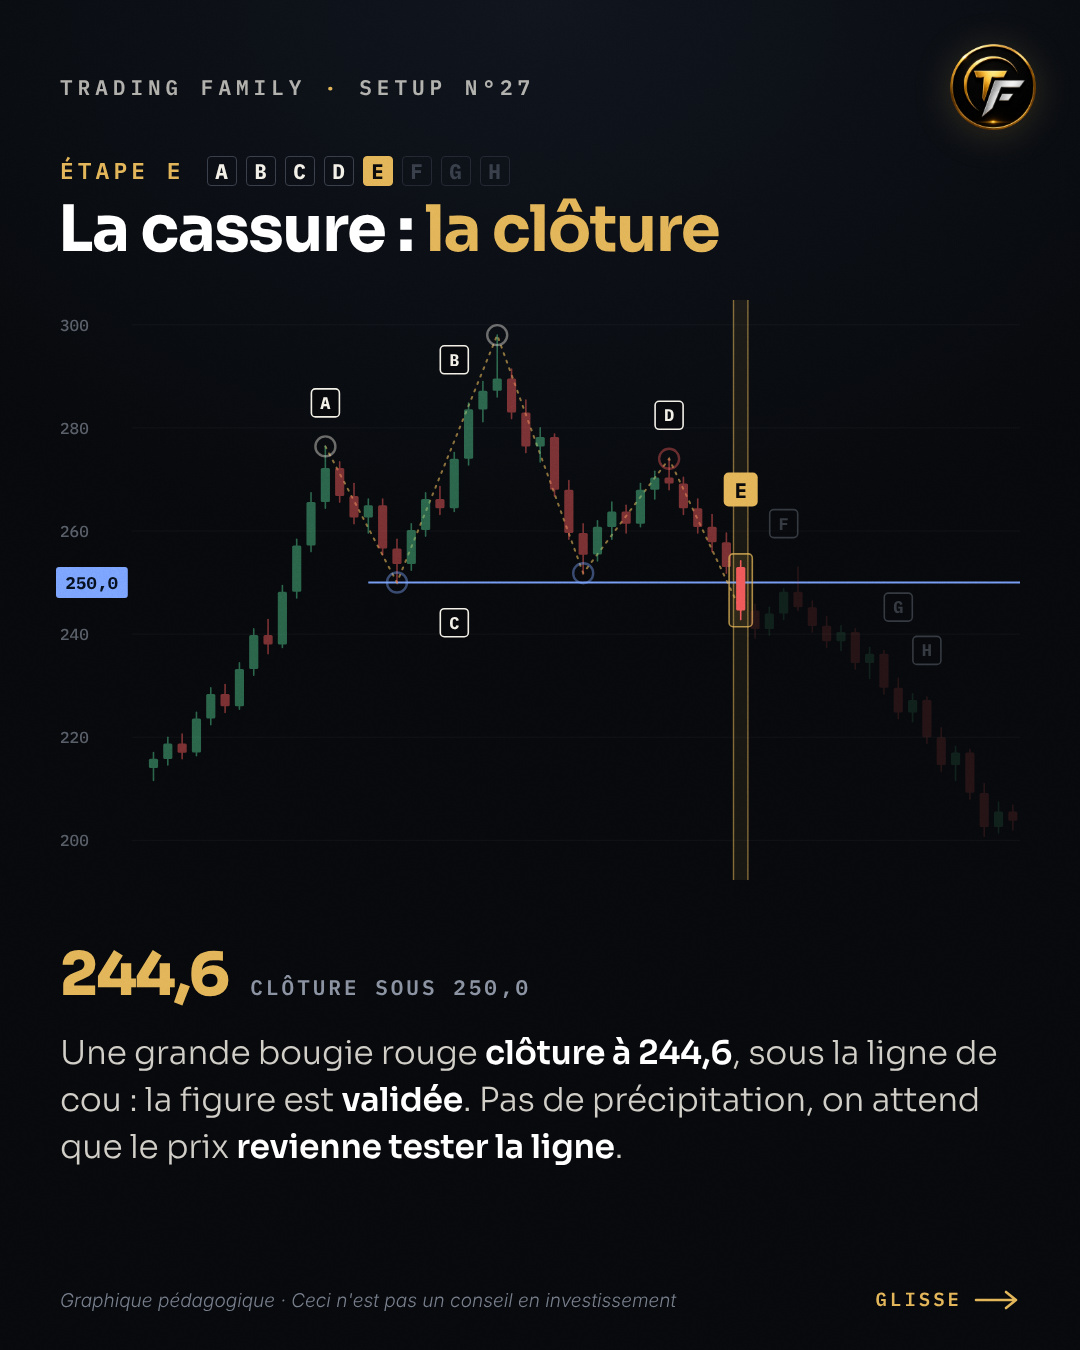 TRADING FAMILY · SETUP N°27
TF
ÉTAPE E A B C D E F G H
La cassure : la clôture
300
B
A
280
D
E
260
F
250,0
G
C
240
H
220
200
244,6 CLÔTURE SOUS 250,0
Une grande bougie rouge clôture à 244,6, sous la ligne de
cou : la figure est validée. Pas de précipitation, on attend
que le prix revienne tester la ligne.
Graphique pédagogique · Ceci n'est pas un conseil en investissement
GLISSE →